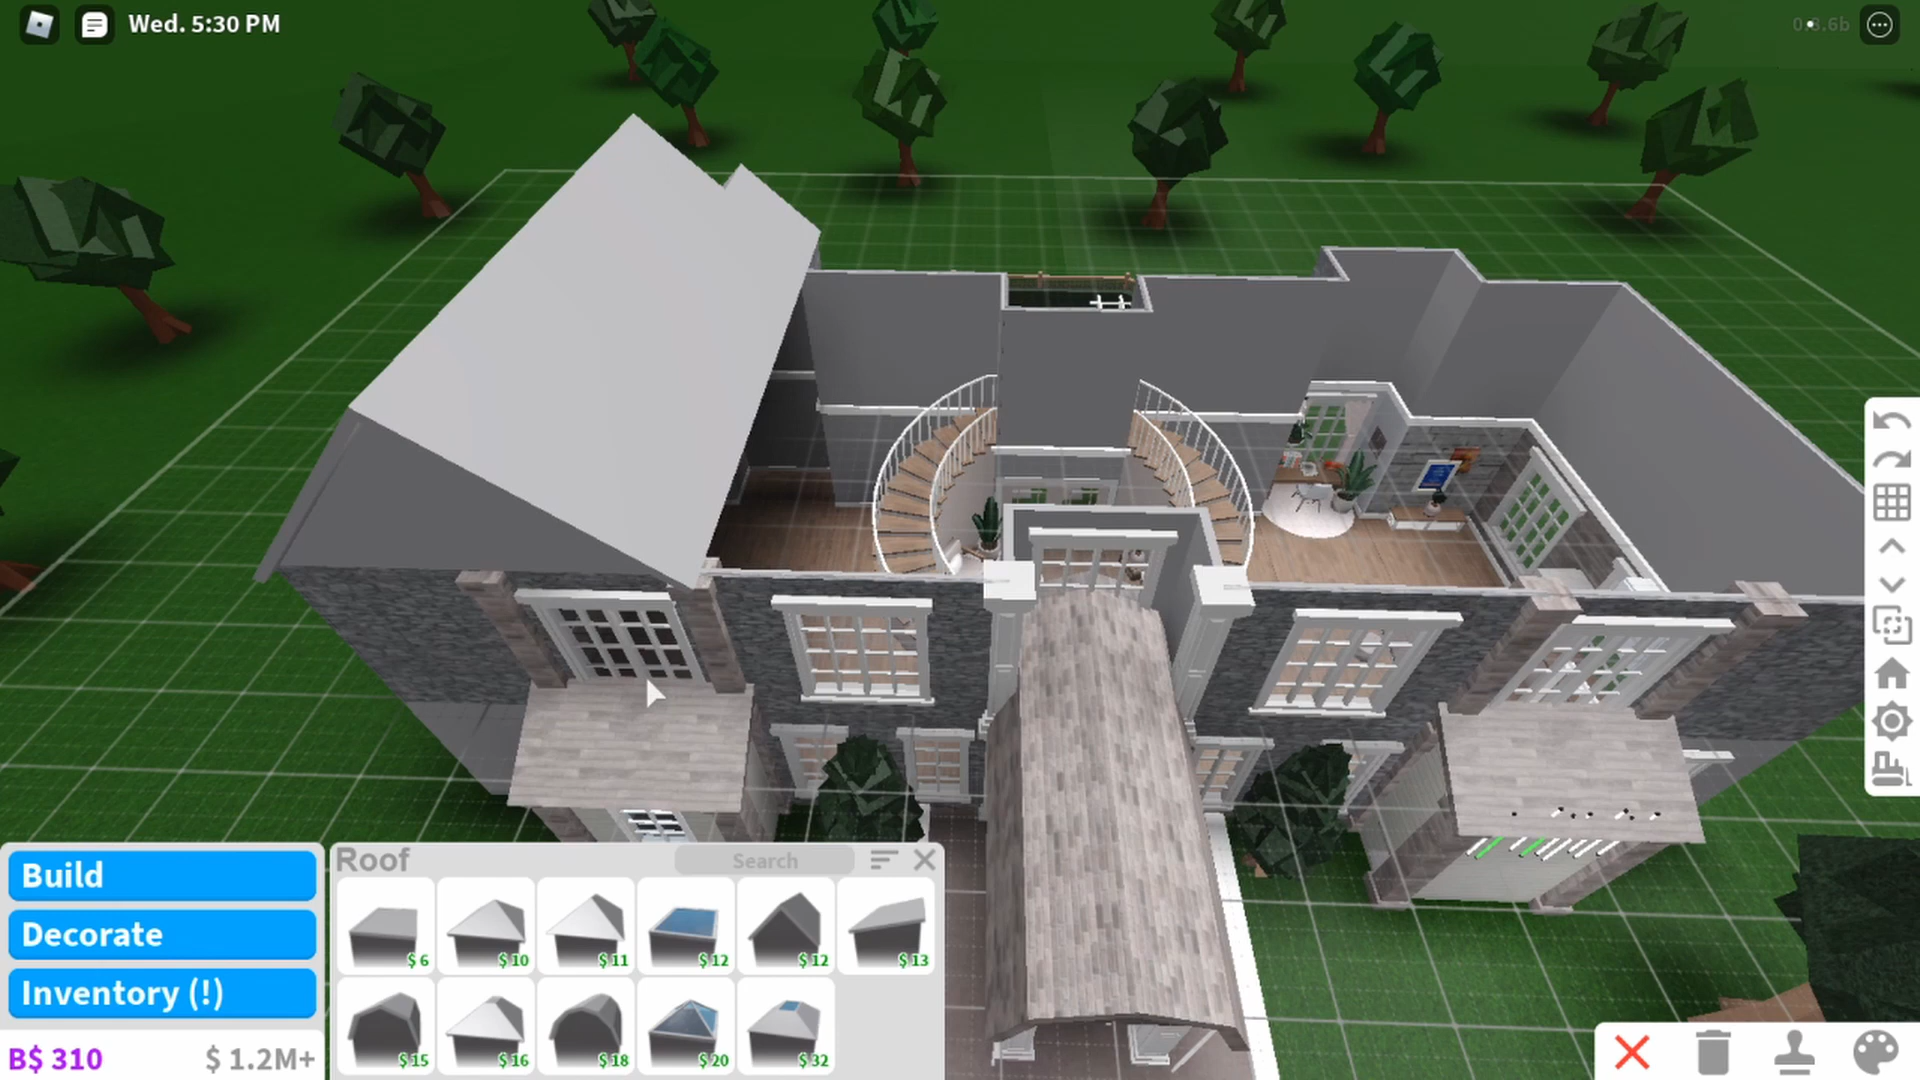 Wed. 5:30 PM
Build
Decorate
Inventory (!)
B$ 310
$ 1.2M+
Roof
Search
$ 6
$ 10
$ 11
$ 12
$ 12
$ 13
$ 15
$ 16
$ 18
$ 20
$ 32